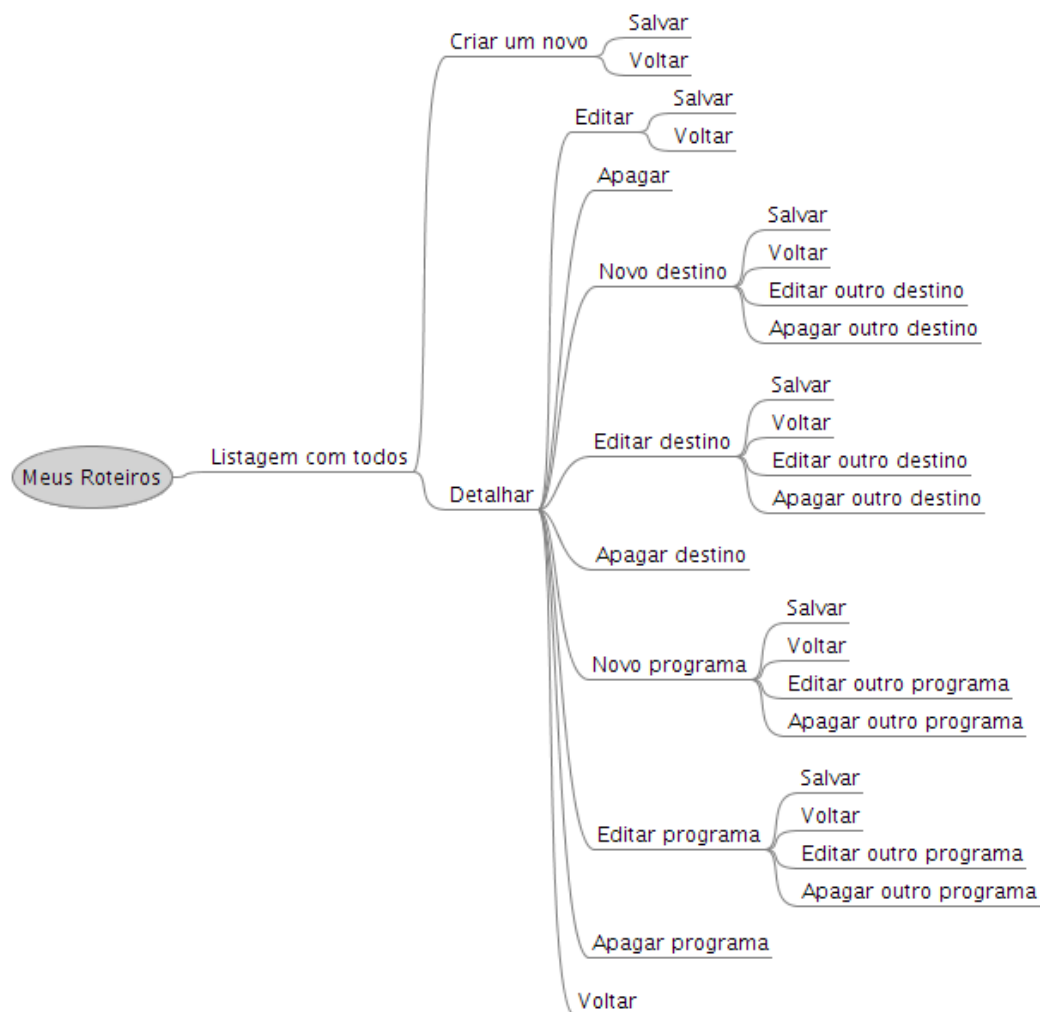 Meus Roteiros
Listagem com todos
Criar um novo
Salvar
Voltar
Detalhar
Editar
Salvar
Voltar
Apagar
Novo destino
Salvar
Voltar
Editar outro destino
Apagar outro destino
Editar destino
Salvar
Voltar
Editar outro destino
Apagar outro destino
Apagar destino
Novo programa
Salvar
Voltar
Editar outro programa
Apagar outro programa
Editar programa
Salvar
Voltar
Editar outro programa
Apagar outro programa
Apagar programa
Voltar